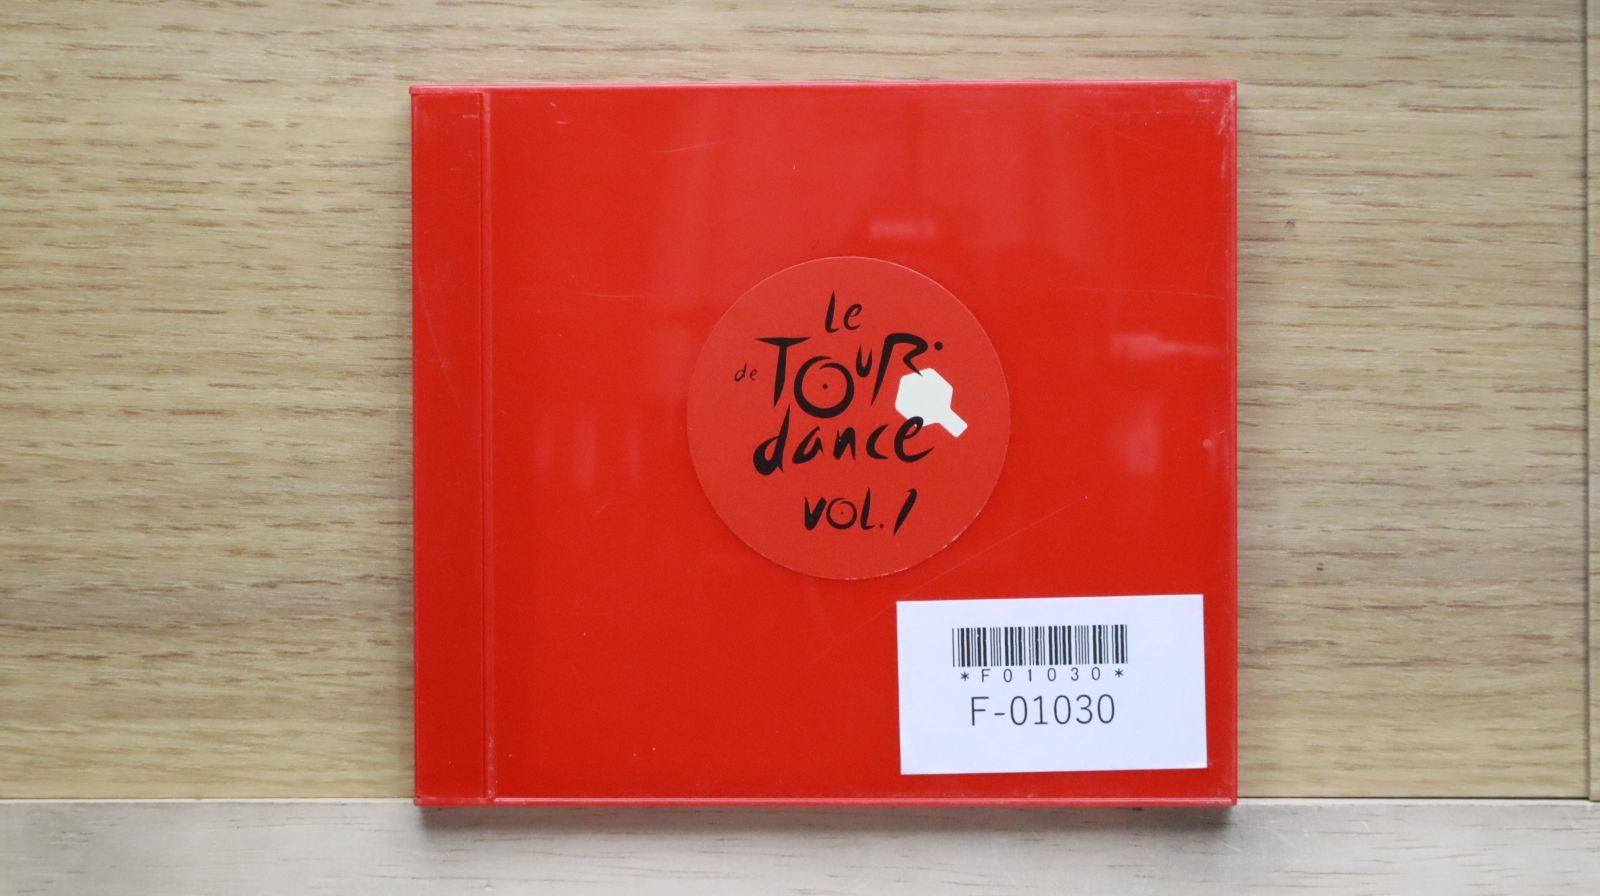 Le
de TOUR.
dance
VOL.1
*F01030*
F-01030